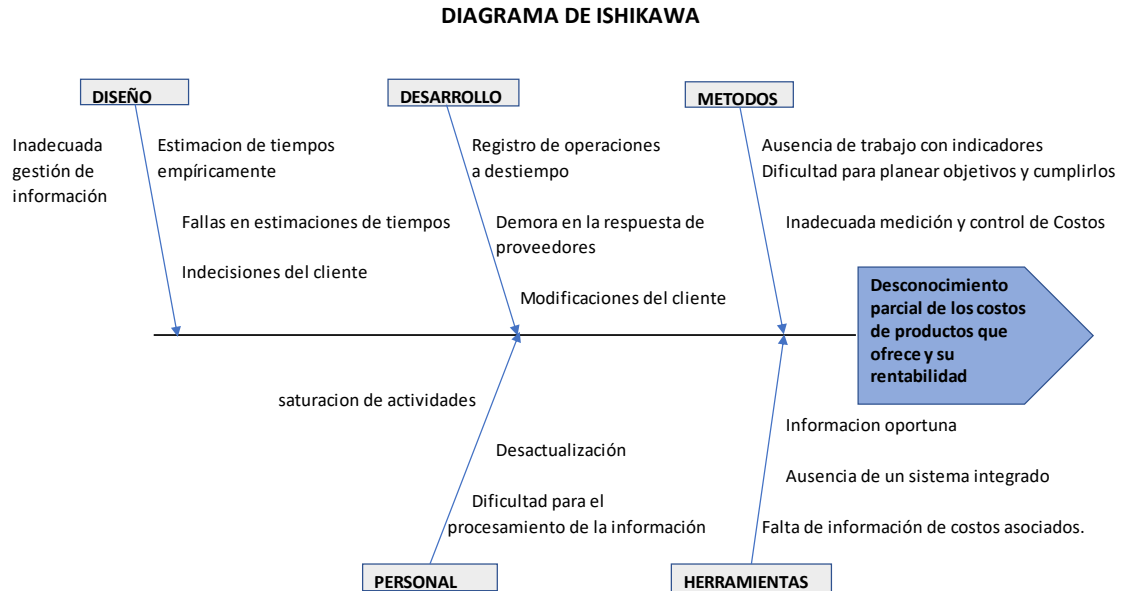 DIAGRAMA DE ISHIKAWA
DISEÑO
DESARROLLO
METODOS
Inadecuada
gestión de
información
Estimacion de tiempos
empíricamente
Fallas en estimaciones de tiempos
Indecisiones del cliente
Registro de operaciones
a destiempo
Demora en la respuesta de
proveedores
Modificaciones del cliente
Ausencia de trabajo con indicadores
Dificultad para planear objetivos y cumplirlos
Inadecuada medición y control de Costos
Desconocimiento
parcial de los costos
de productos que
ofrece y su
rentabilidad
saturacion de actividades
Desactualización
Dificultad para el
procesamiento de la información
Informacion oportuna
Ausencia de un sistema integrado
Falta de información de costos asociados.
PERSONAL
HERRAMIENTAS